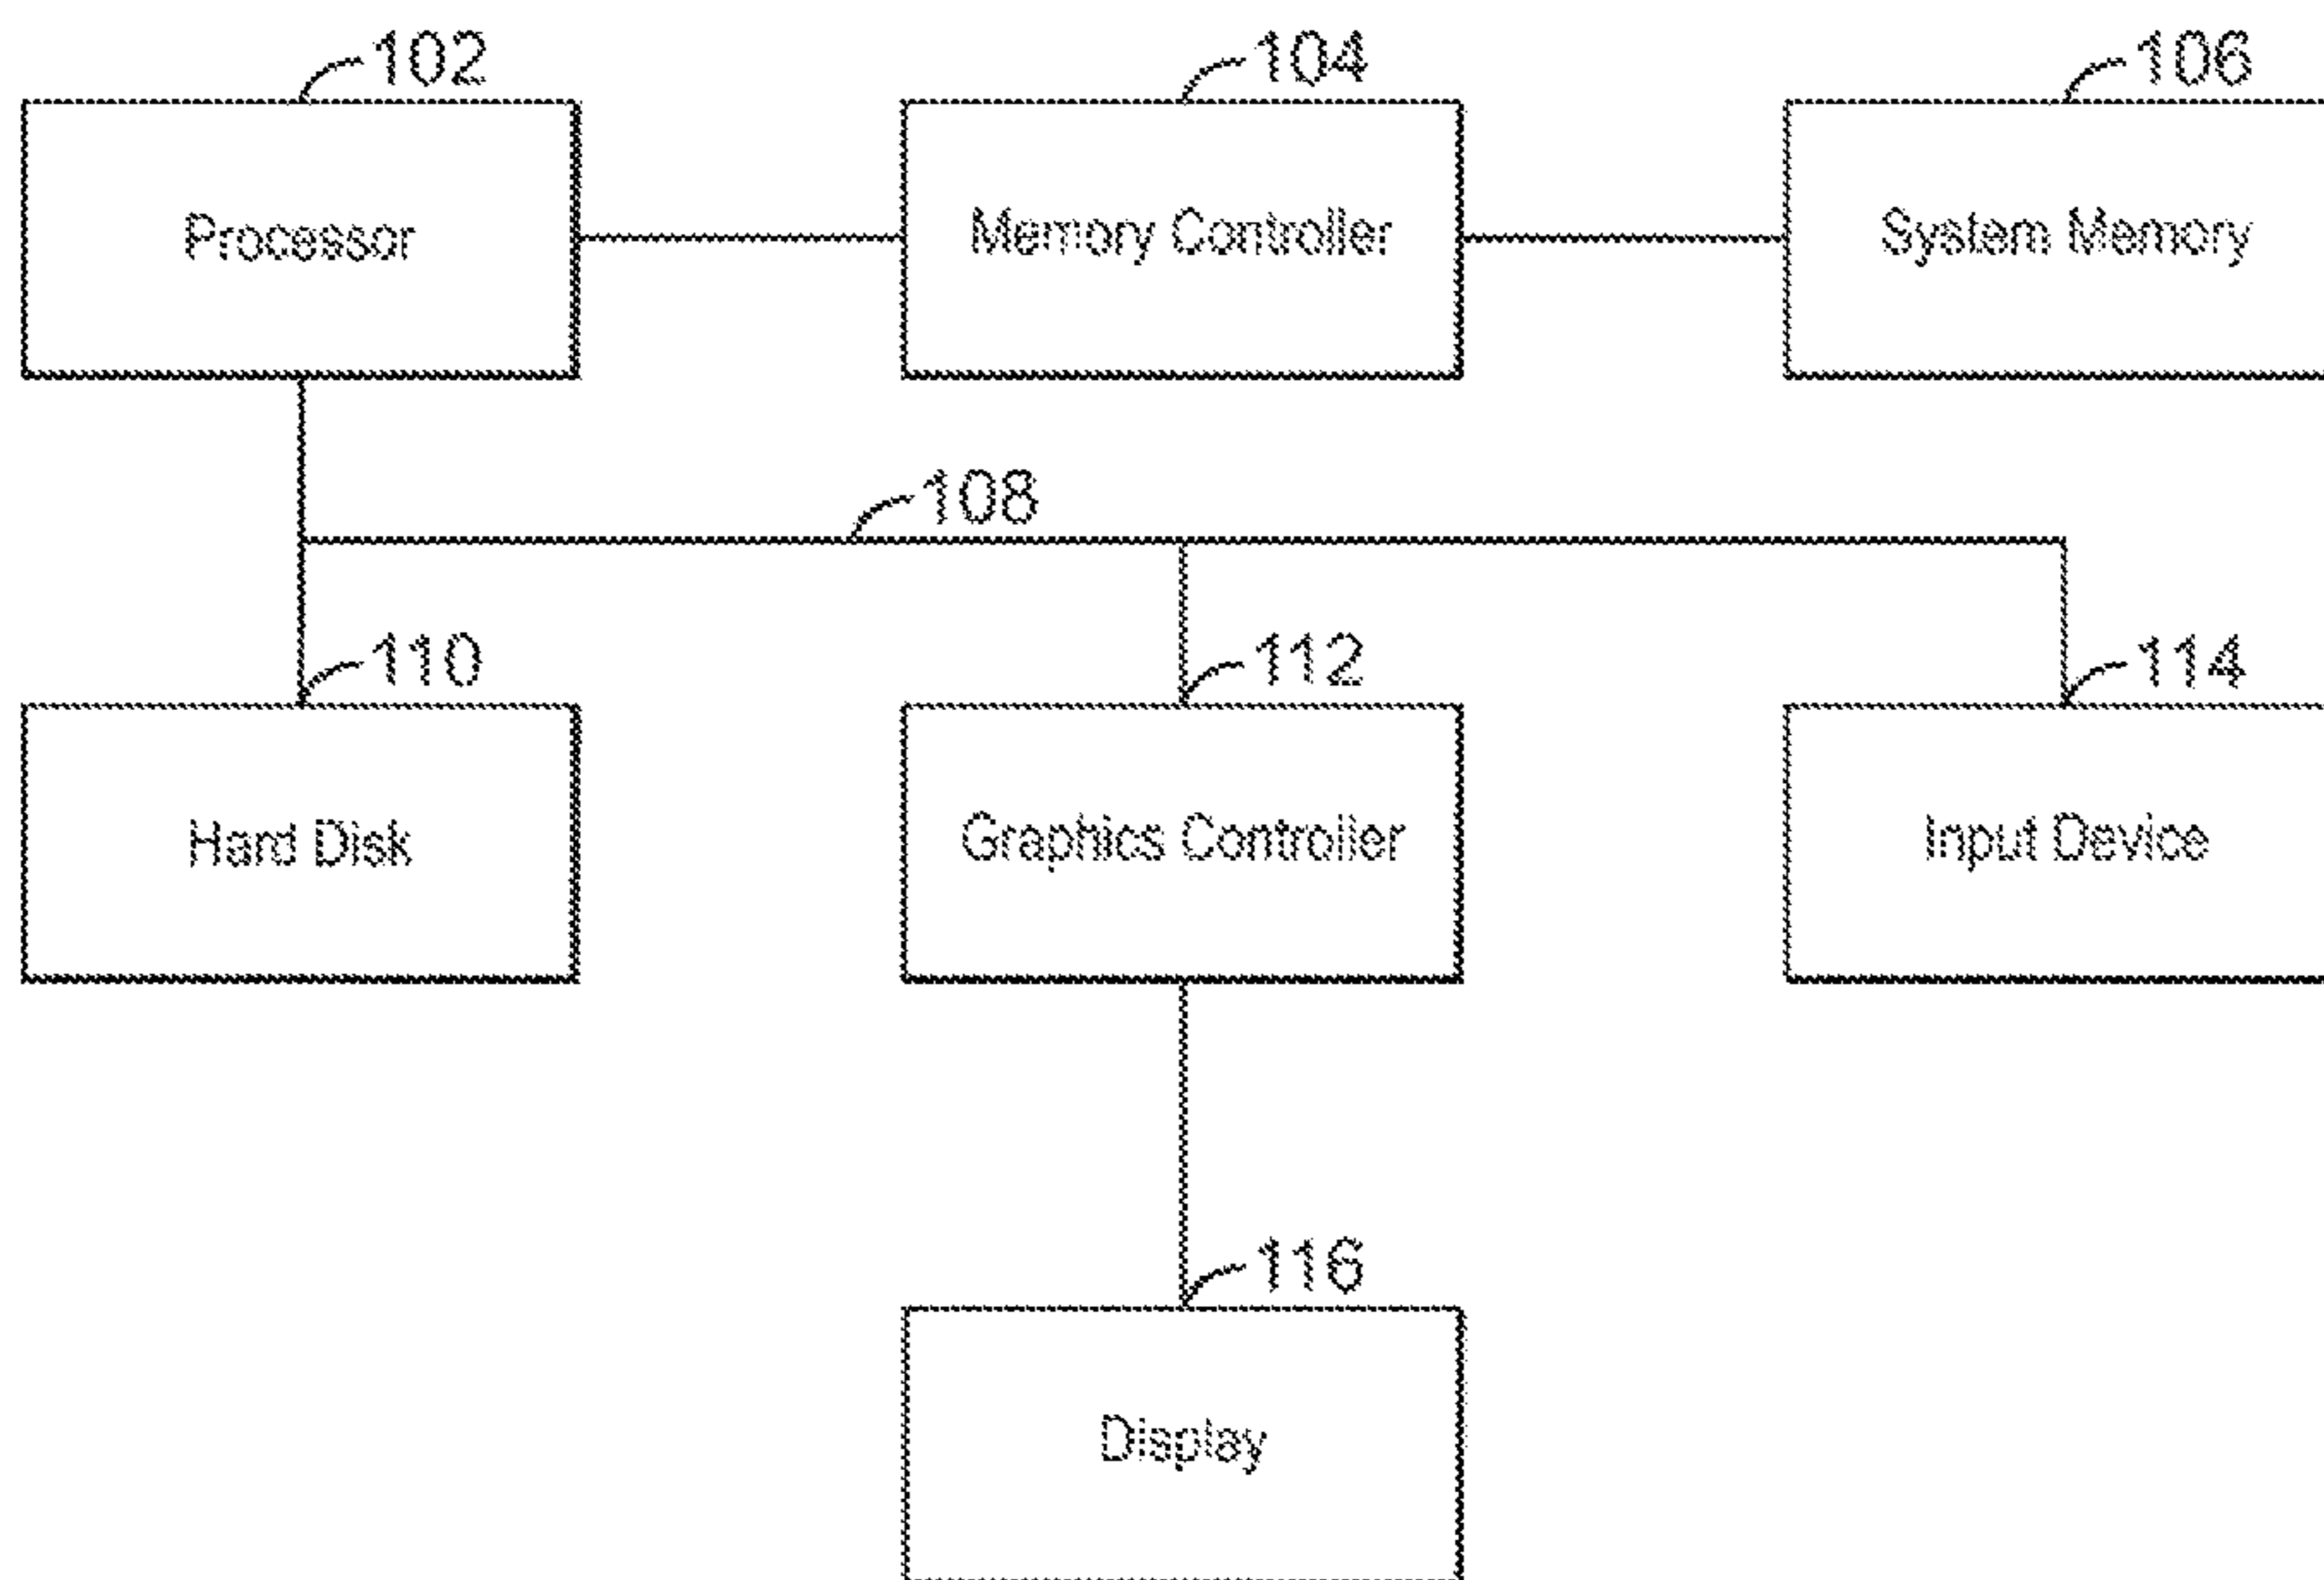 102
104
106
Processor
Memory Controller
System Memory
108
110
112
114
Hard Disk
Graphics Controller
Input Device
116
Display